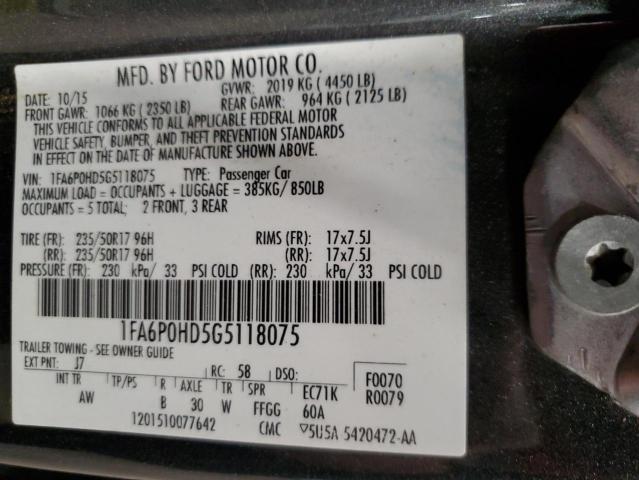 MFD. BY FORD MOTOR CO.
DATE: 10/15 GVWR: 2019 KG (4450 LB)
FRONT GAWR: 1066 KG (2350 LB) REAR GAWR: 964 KG (2125 LB)
THIS VEHICLE CONFORMS TO ALL APPLICABLE FEDERAL MOTOR
VEHICLE SAFETY, BUMPER, AND THEFT PREVENTION STANDARDS
IN EFFECT ON THE DATE OF MANUFACTURE SHOWN ABOVE.
VIN: 1FA6P0HD5G5118075 TYPE: Passenger Car
MAXIMUM LOAD = OCCUPANTS + LUGGAGE = 385KG/850LB
OCCUPANTS = 5 TOTAL; 2 FRONT, 3 REAR
TIRE (FR): 235/50R17 96H RIMS (FR): 17x7.5J
(RR): 235/50R17 96H (RR): 17x7.5J
PRESSURE (FR): 230 kPa/ 33 PSI COLD (RR): 230 kPa/ 33 PSI COLD
1FA6P0HD5G5118075
TRAILER TOWING - SEE OWNER GUIDE
EXT PNT: J7 RC: 58 DSO: F0070
INT TR TP/PS R AXLE TR SPR EC71K R0079
AW B 30 W FFGG 60A
1201510077642 CMC ▽5U5A 5420472-AA